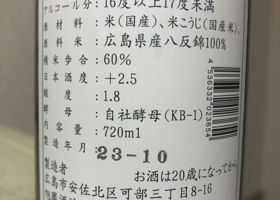 アルコール分：16度以上17度未満
原材料：米（国産）、米こうじ（国産米）
原料米：広島県産八反錦100%
精米歩合：60%
日本酒度：+2.5
酸度：1.8
酵母：自社酵母（KB-1）
内容量：720ml
製造年月：23-10
お酒は20歳になってから
製造者
広島市安佐北区可部三丁目8-16
4536332023654